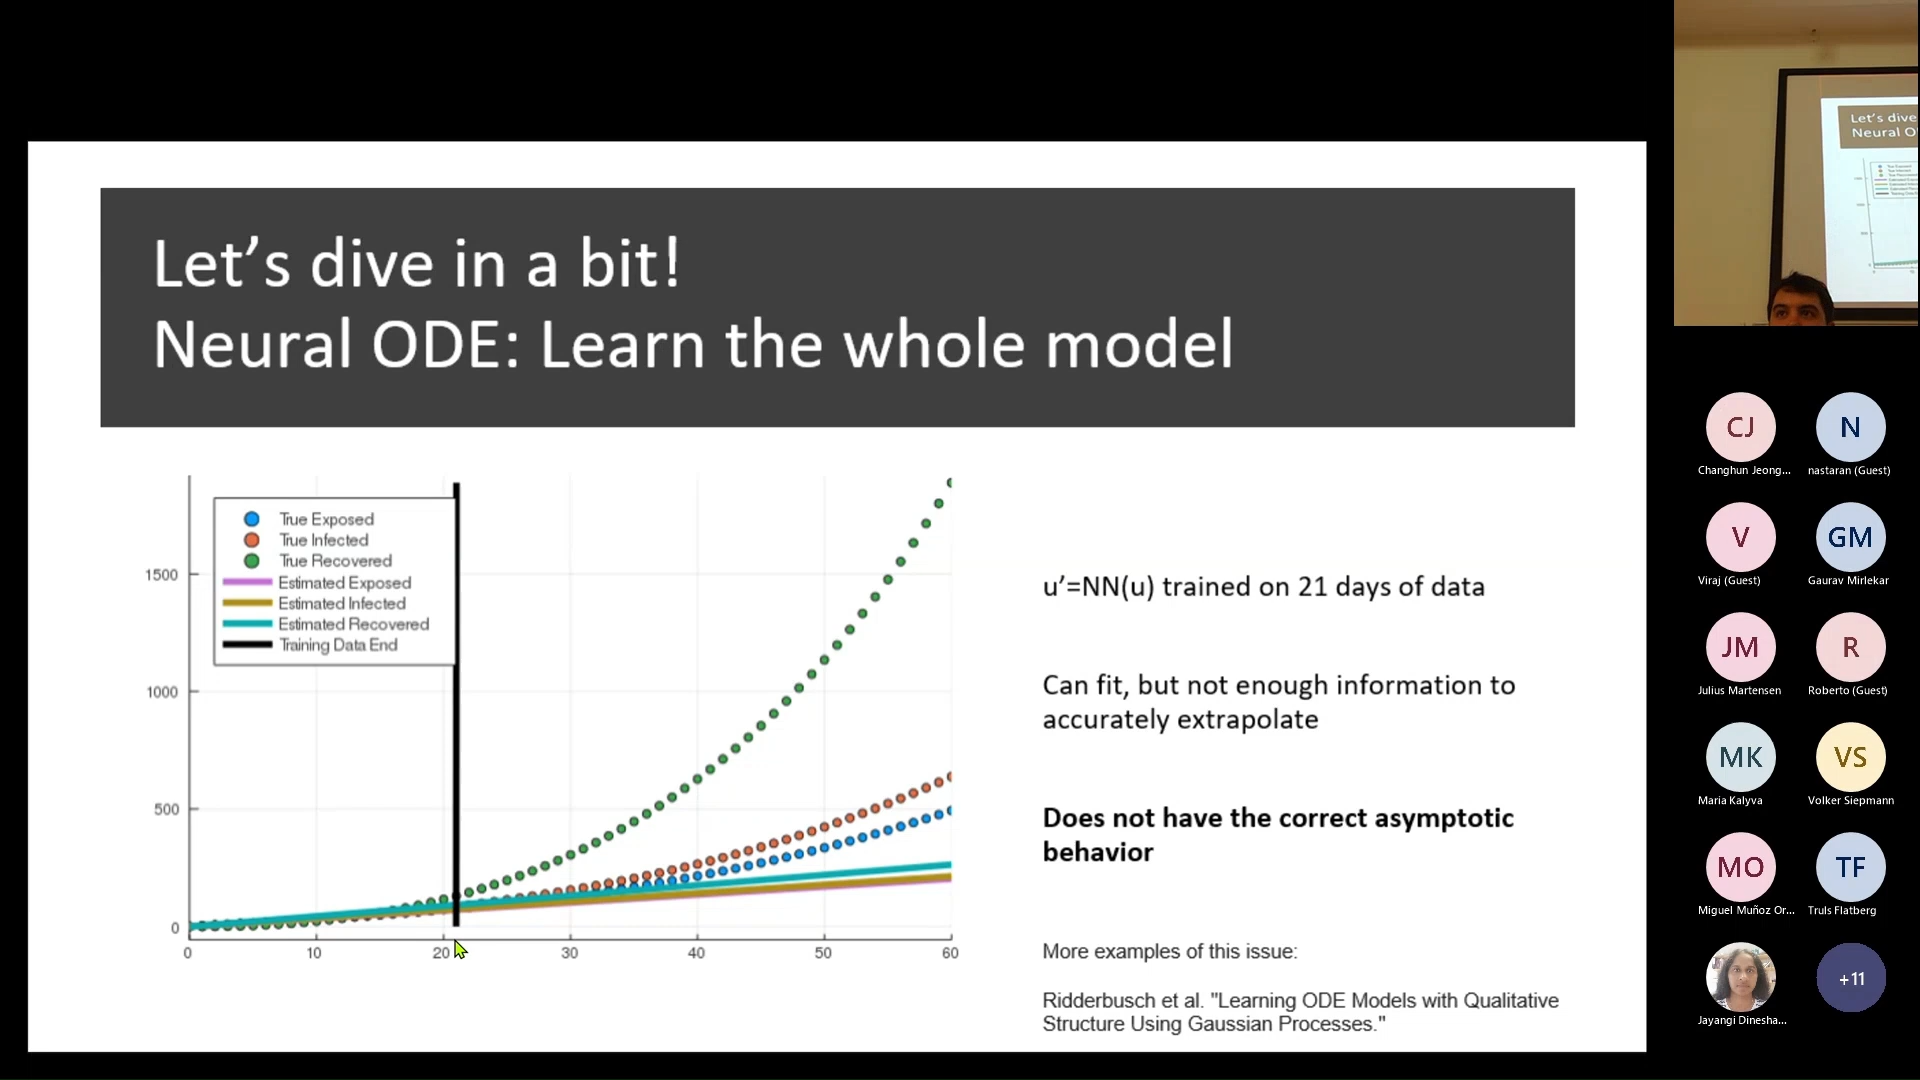 Let's dive in a bit!
Neural ODE: Learn the whole model
True Exposed
True Infected
True Recovered
Estimated Exposed
Estimated Infected
Estimated Recovered
Training Data End
1500
1000
500
0
0
10
20
30
40
50
60
u'=NN(u) trained on 21 days of data
Can fit, but not enough information to
accurately extrapolate
Does not have the correct asymptotic
behavior
More examples of this issue:
Ridderbusch et al. "Learning ODE Models with Qualitative
Structure Using Gaussian Processes."
Let's dive
Neural O
CJ
N
Changhun Jeong...
nastaran (Guest)
V
GM
Viraj (Guest)
Gaurav Mirlekar
JM
R
Julius Martensen
Roberto (Guest)
MK
VS
Maria Kalyva
Volker Siepmann
MO
TF
Miguel Muñoz Or...
Truls Flatberg
+11
Jayangi Dinesha...